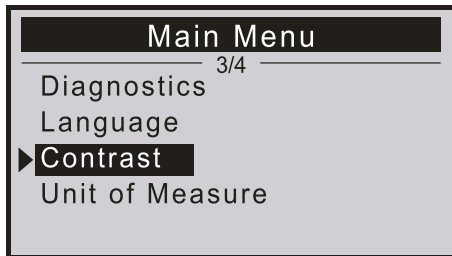 Main Menu
3/4
Diagnostics
Language
Contrast
Unit of Measure